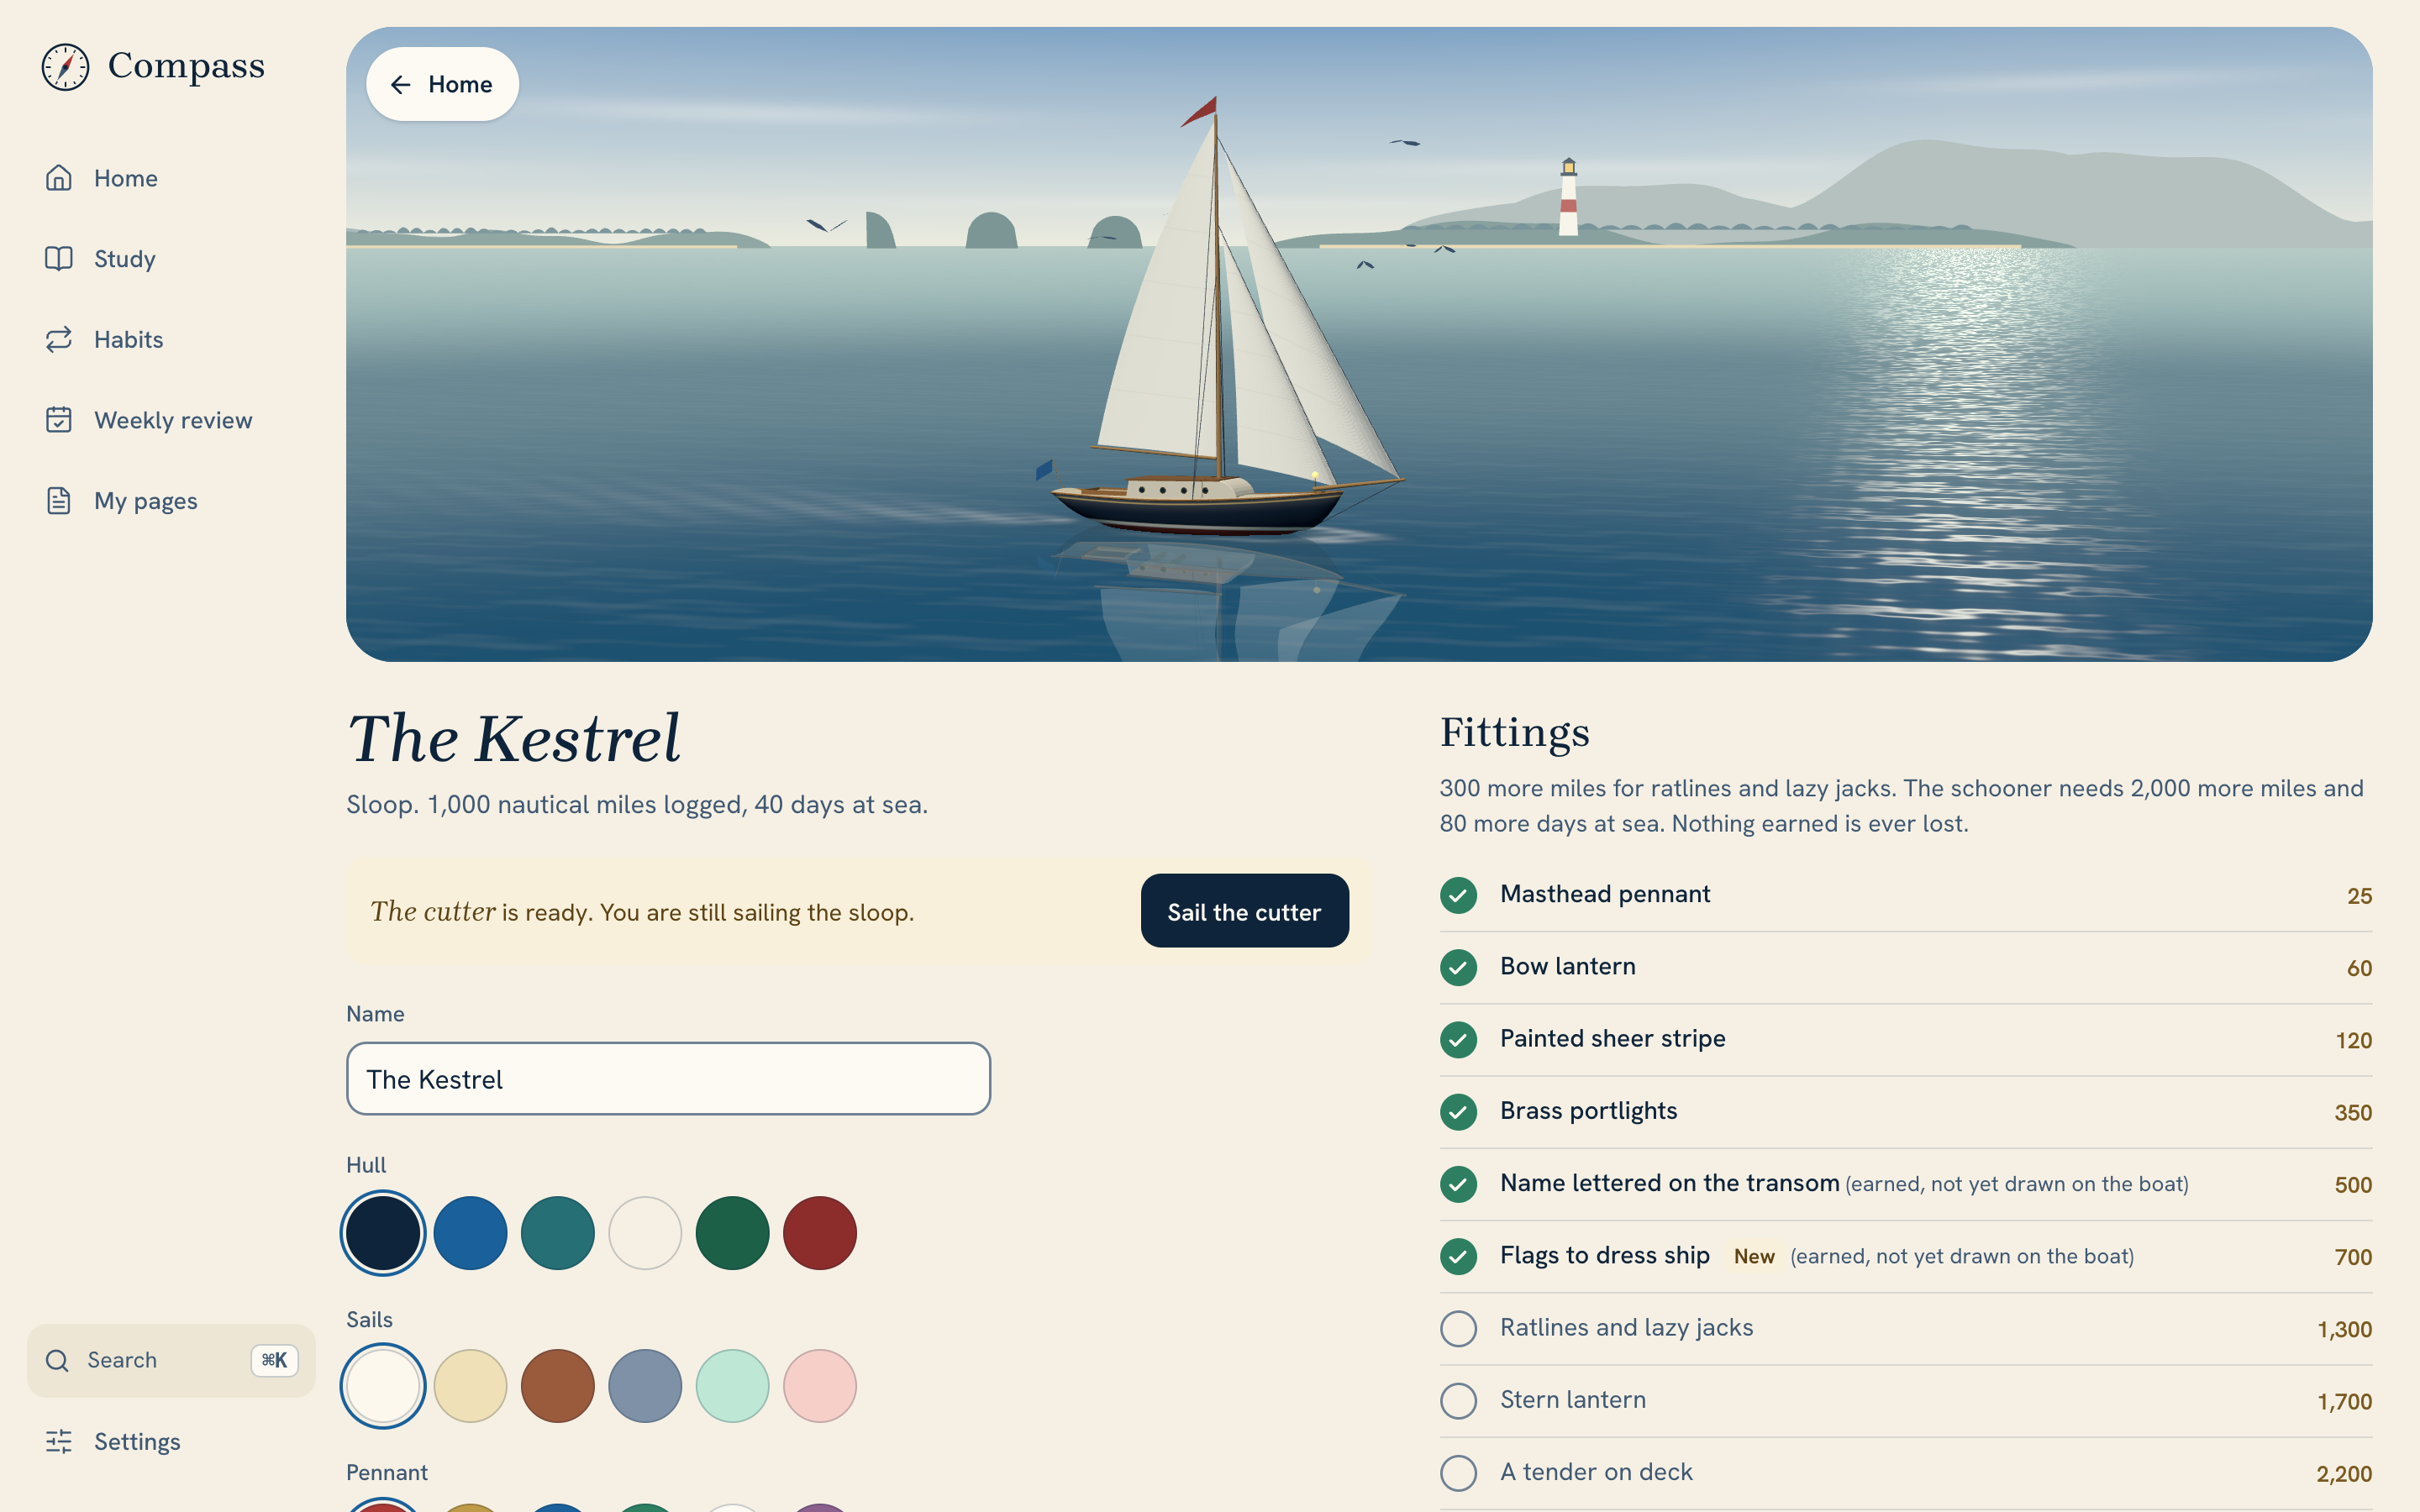 Compass
Home
Study
Habits
Weekly review
My pages
Search ⌘K
Settings
Home
The Kestrel
Sloop. 1,000 nautical miles logged, 40 days at sea.
The cutter is ready. You are still sailing the sloop.
Sail the cutter
Name
The Kestrel
Hull
Sails
Pennant
Fittings
300 more miles for ratlines and lazy jacks. The schooner needs 2,000 more miles and
80 more days at sea. Nothing earned is ever lost.
Masthead pennant 25
Bow lantern 60
Painted sheer stripe 120
Brass portlights 350
Name lettered on the transom (earned, not yet drawn on the boat) 500
Flags to dress ship New (earned, not yet drawn on the boat) 700
Ratlines and lazy jacks 1,300
Stern lantern 1,700
A tender on deck 2,200